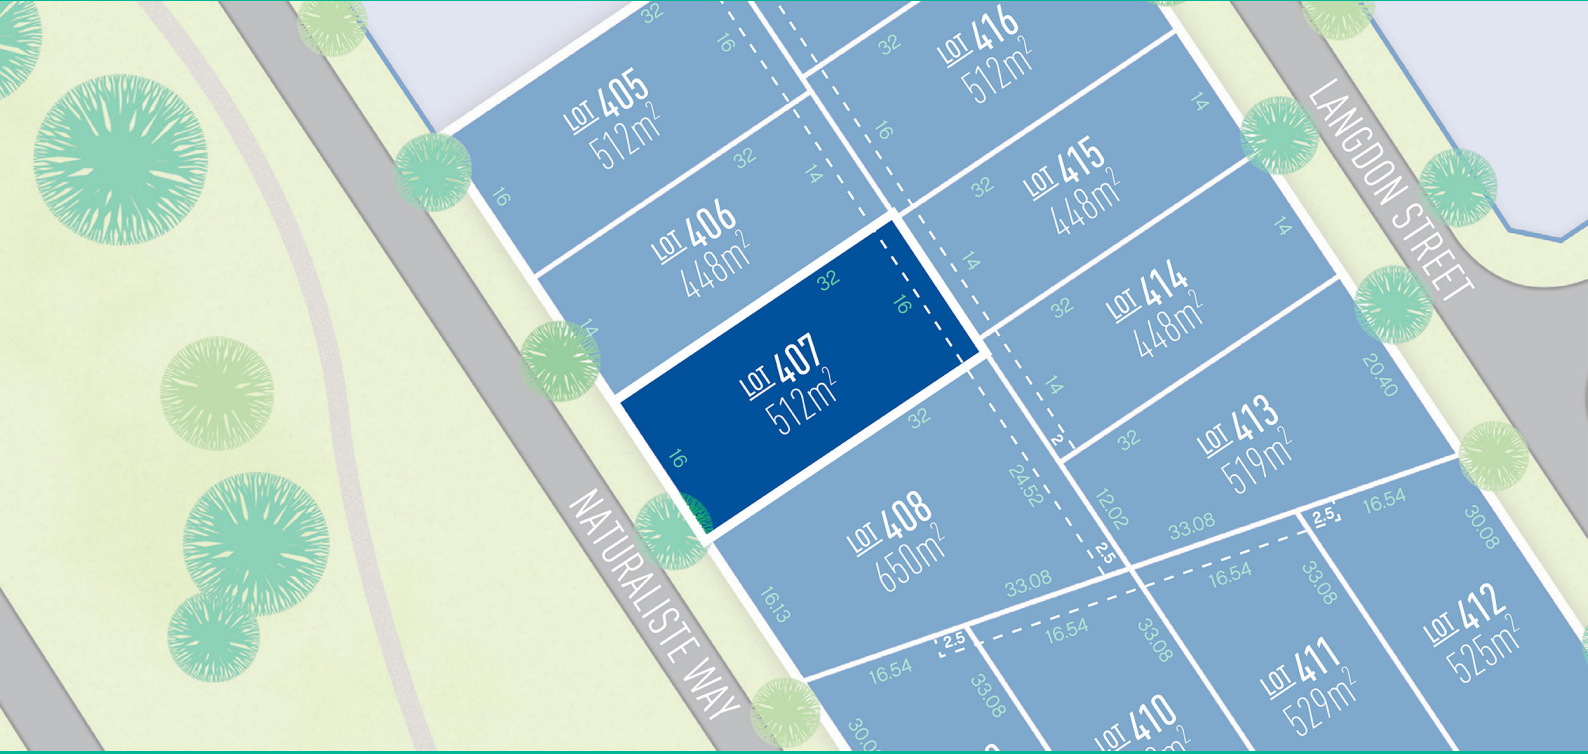 32
16
LOT 405
512m²
16
32
14
LOT 406
448m²
14
32
16
LOT 407
512m²
16
32
24.52
LOT 408
650m²
2.5
33.08
16.13
32
LOT 416
512m²
16
32
14
LOT 415
448m²
14
32
14
LOT 414
448m²
14
2
32
20.40
LOT 413
519m²
12.02
33.08
2.5
16.54
30.08
LOT 412
525m²
16.54
33.08
LOT 411
529m²
2.5
16.54
33.08
LOT 410
16.54
33.08
NATURALISTE WAY
LANGDON STREET